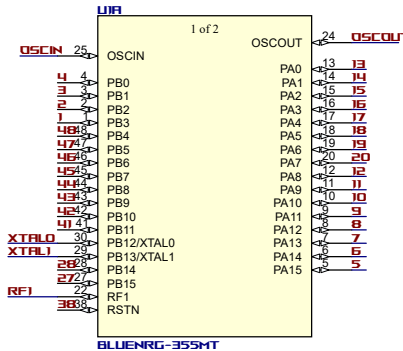 U1A
1 of 2
OSCOUT 24 OSCOUT
OSCIN 25 OSCIN
PA0 13 13
4 4 PB0 PA1 14 14
3 3 PB1 PA2 15 15
2 2 PB2 PA3 16 16
1 1 PB3 PA4 17 17
48 48 PB4 PA5 18 18
47 47 PB5 PA6 19 19
46 46 PB6 PA7 20 20
45 45 PB7 PA8 12 12
44 44 PB8 PA9 11 11
43 43 PB9 PA10 10 10
42 42 PB10 PA11 9 9
41 41 PB11 PA12 8 8
XTAL0 30 PB12/XTAL0 PA13 7 7
XTAL1 29 PB13/XTAL1 PA14 6 6
28 28 PB14 PA15 5 5
27 27 PB15
RF1 22 RF1
38 38 RSTN
BLUENRG-355MT